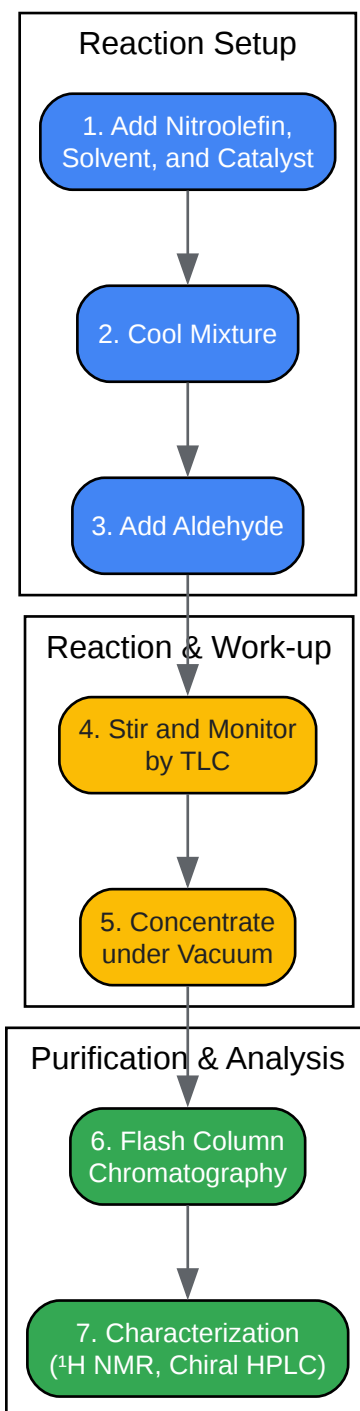 Reaction Setup
1. Add Nitroolefin,
Solvent, and Catalyst
2. Cool Mixture
3. Add Aldehyde
Reaction & Work-up
4. Stir and Monitor
by TLC
5. Concentrate
under Vacuum
Purification & Analysis
6. Flash Column
Chromatography
7. Characterization
(¹H NMR, Chiral HPLC)